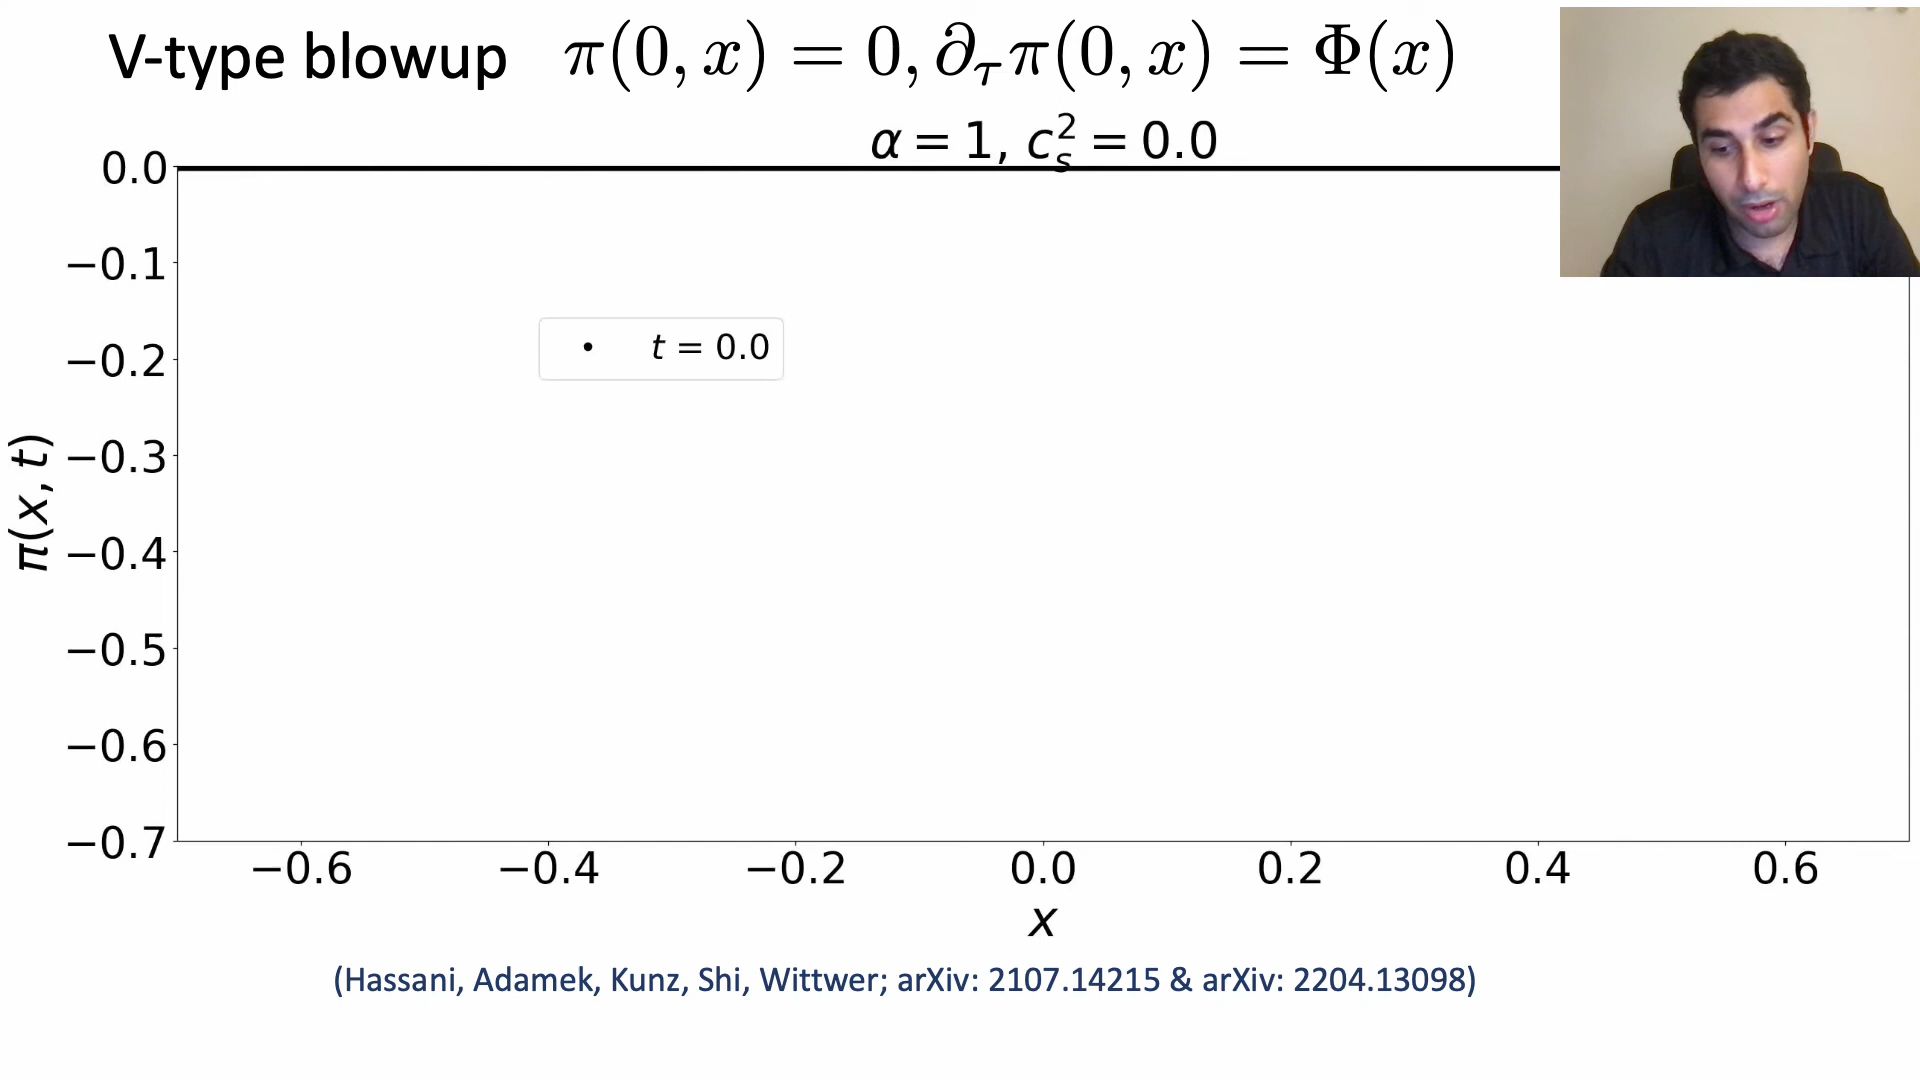 V-type blowup π(0, x) = 0, ∂τπ(0, x) = Φ(x)
α = 1, c_s^2 = 0.0
0.0
−0.1
−0.2
−0.3
−0.4
−0.5
−0.6
−0.7
π(x, t)
t = 0.0
−0.6 −0.4 −0.2 0.0 0.2 0.4 0.6
x
(Hassani, Adamek, Kunz, Shi, Wittwer; arXiv: 2107.14215 & arXiv: 2204.13098)